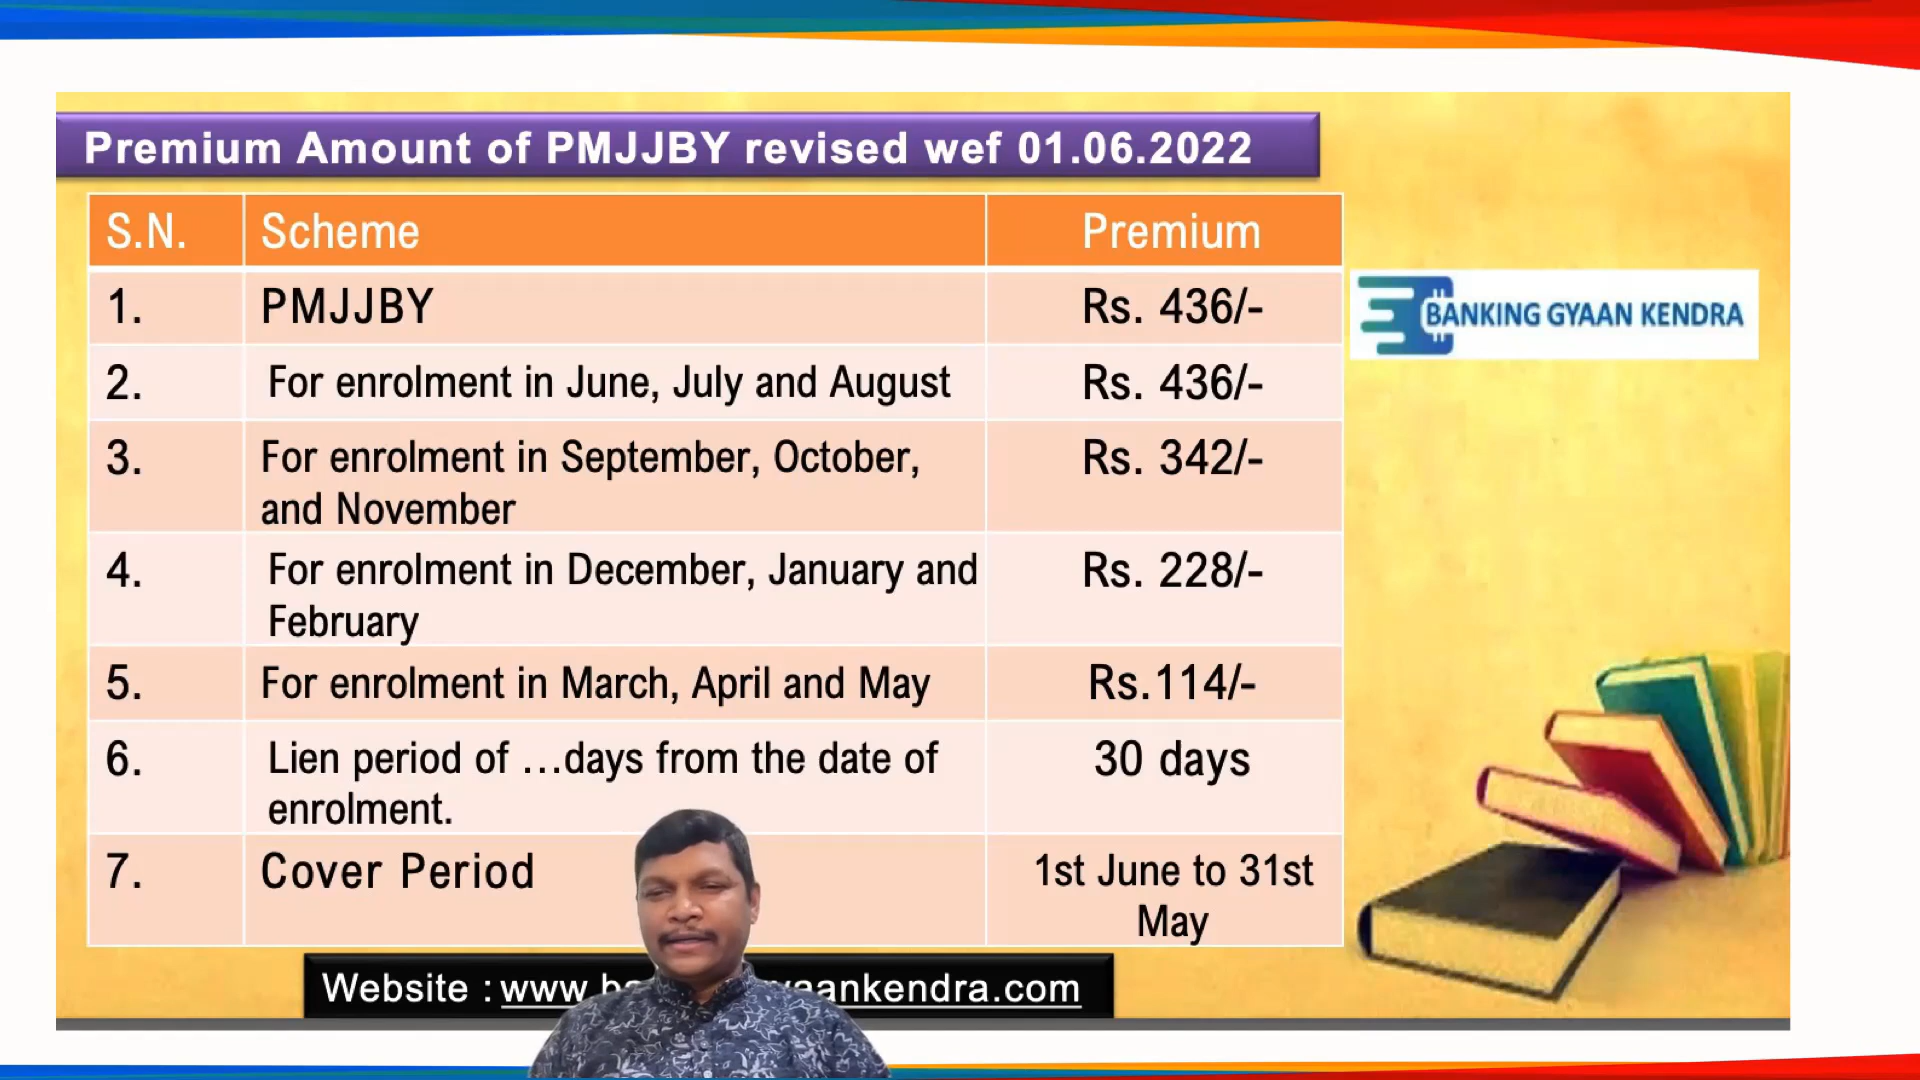 Premium Amount of PMJJBY revised wef 01.06.2022
S.N. Scheme Premium
1. PMJJBY Rs. 436/-
2. For enrolment in June, July and August Rs. 436/-
3. For enrolment in September, October, Rs. 342/-
and November
4. For enrolment in December, January and Rs. 228/-
February
5. For enrolment in March, April and May Rs.114/-
6. Lien period of ...days from the date of 30 days
enrolment.
7. Cover Period 1st June to 31st
May
BANKING GYAAN KENDRA
Website :